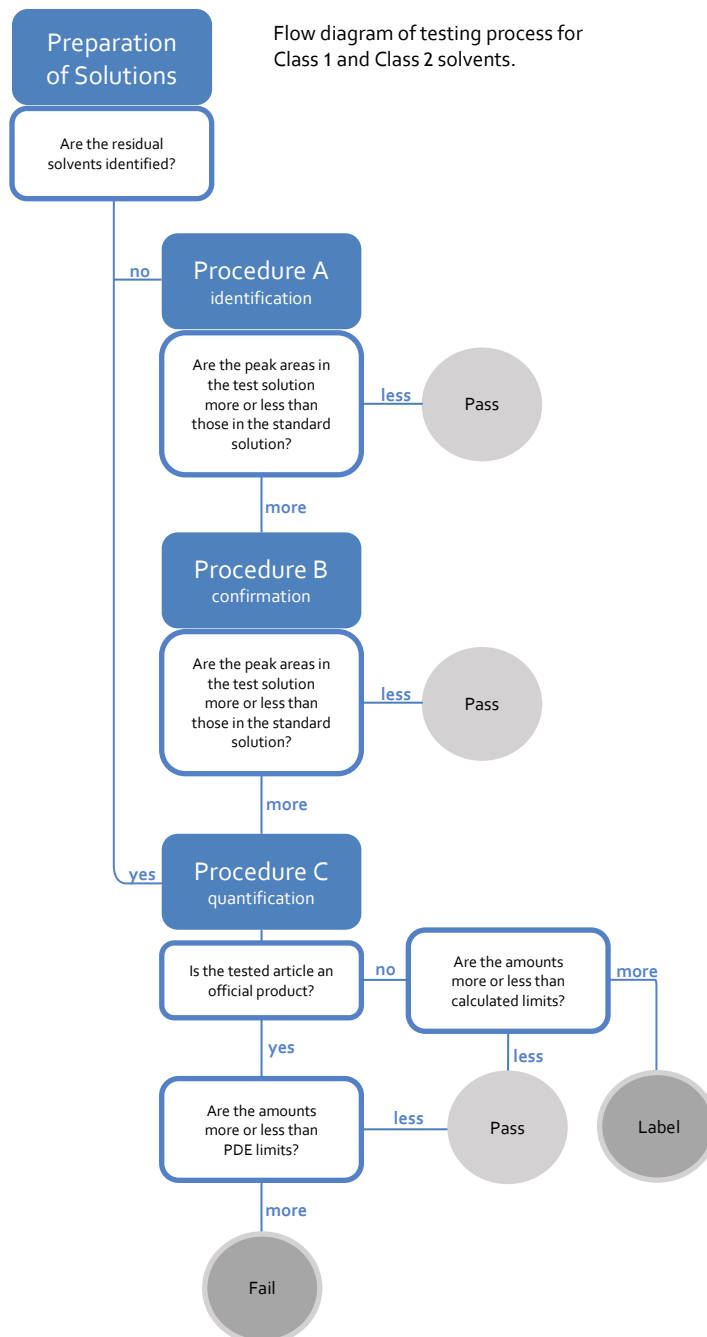 Preparation
of Solutions
Flow diagram of testing process for
Class 1 and Class 2 solvents.
Are the residual
solvents identified?
no
Procedure A
identification
Are the peak areas in
the test solution
more or less than
those in the standard
solution?
less
Pass
more
Procedure B
confirmation
Are the peak areas in
the test solution
more or less than
those in the standard
solution?
less
Pass
more
yes
Procedure C
quantification
Is the tested article an
official product?
no
Are the amounts
more or less than
calculated limits?
more
yes
less
Are the amounts
more or less than
PDE limits?
less
Pass
Label
more
Fail